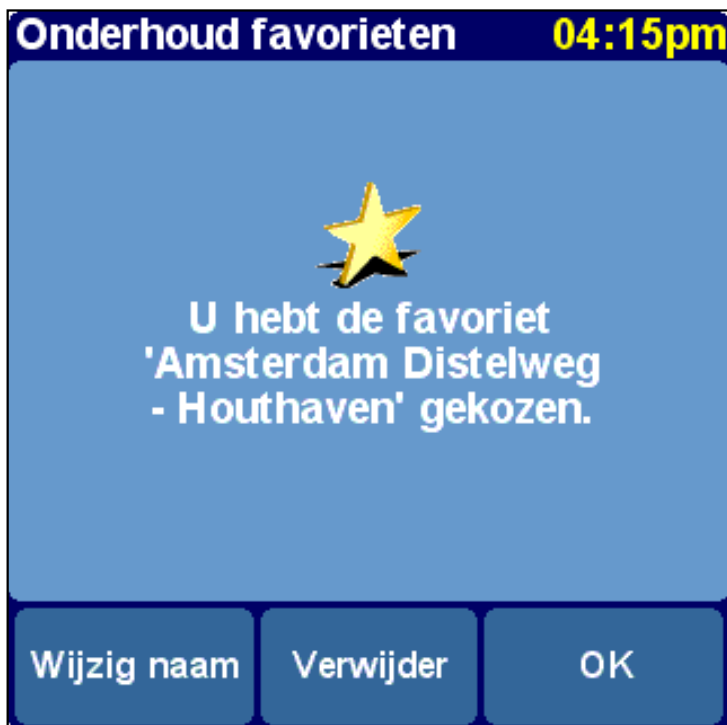 Onderhoud favorieten 04:15pm
U hebt de favoriet
'Amsterdam Distelweg
- Houthaven' gekozen.
Wijzig naam Verwijder OK